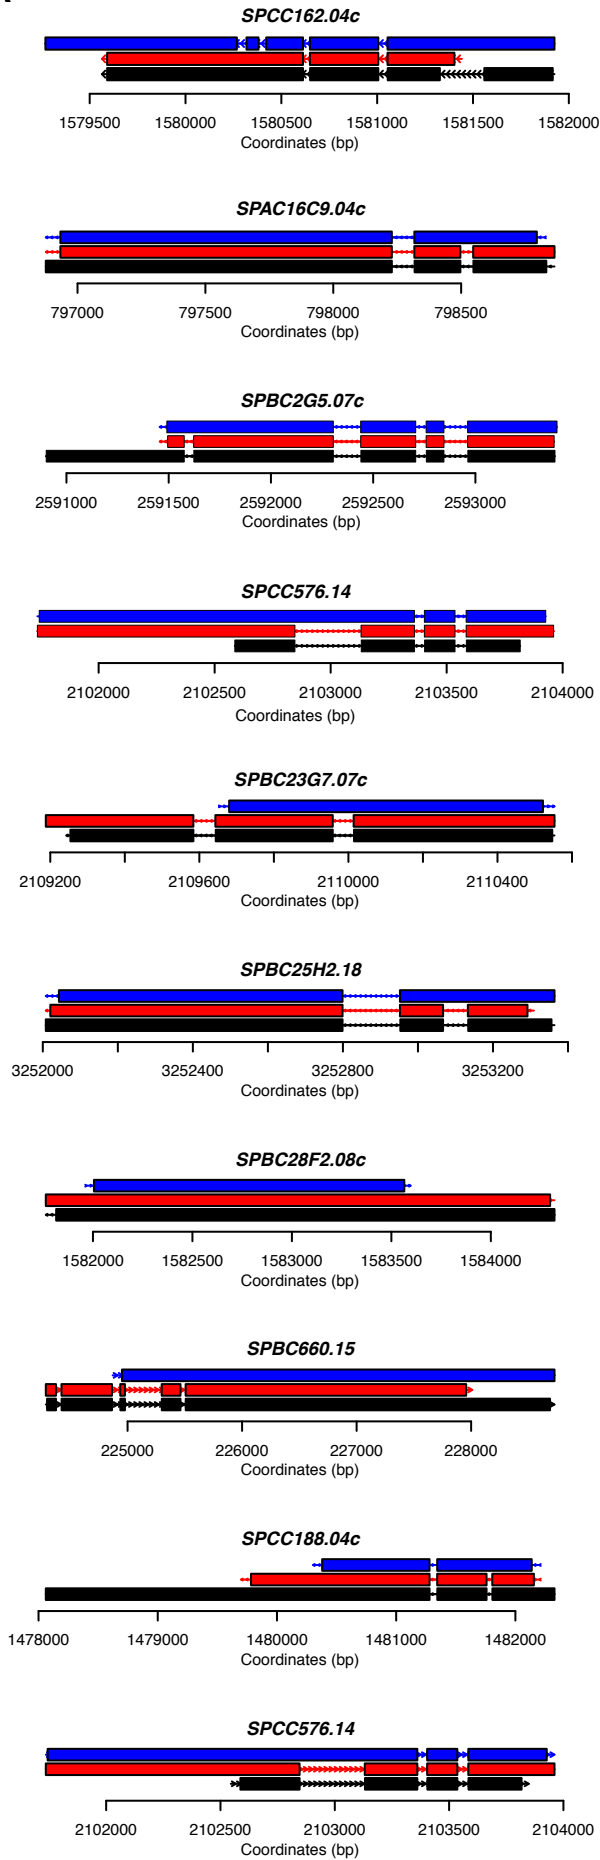 SPCC162.04c
1579500 1580000 1580500 1581000 1581500 1582000
Coordinates (bp)
SPAC16C9.04c
797000 797500 798000 798500
Coordinates (bp)
SPBC2G5.07c
2591000 2591500 2592000 2592500 2593000
Coordinates (bp)
SPCC576.14
2102000 2102500 2103000 2103500 2104000
Coordinates (bp)
SPBC23G7.07c
2109200 2109600 2110000 2110400
Coordinates (bp)
SPBC25H2.18
3252000 3252400 3252800 3253200
Coordinates (bp)
SPBC28F2.08c
1582000 1582500 1583000 1583500 1584000
Coordinates (bp)
SPBC660.15
225000 226000 227000 228000
Coordinates (bp)
SPCC188.04c
1478000 1479000 1480000 1481000 1482000
Coordinates (bp)
SPCC576.14
2102000 2102500 2103000 2103500 2104000
Coordinates (bp)